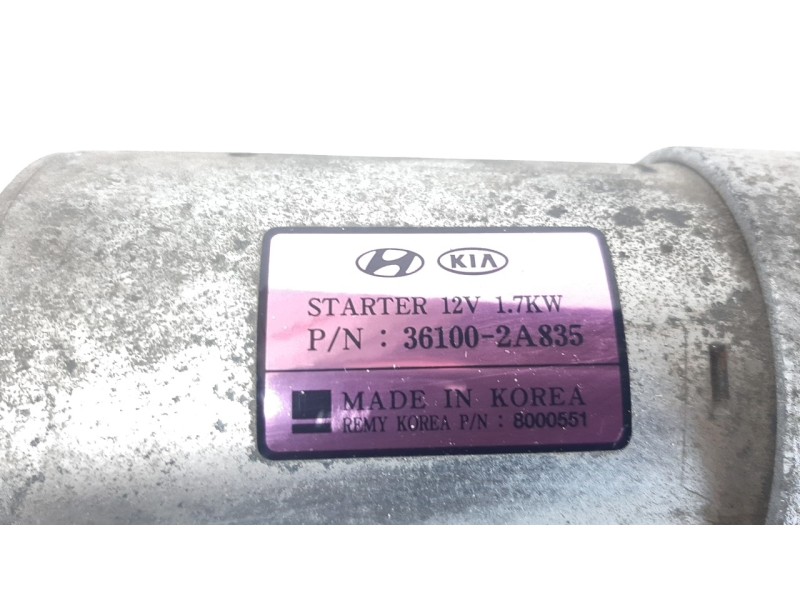 KIA
STARTER 12V 1.7KW
P/N : 36100-2A835
MADE IN KOREA
REMY KOREA P/N : 8000551